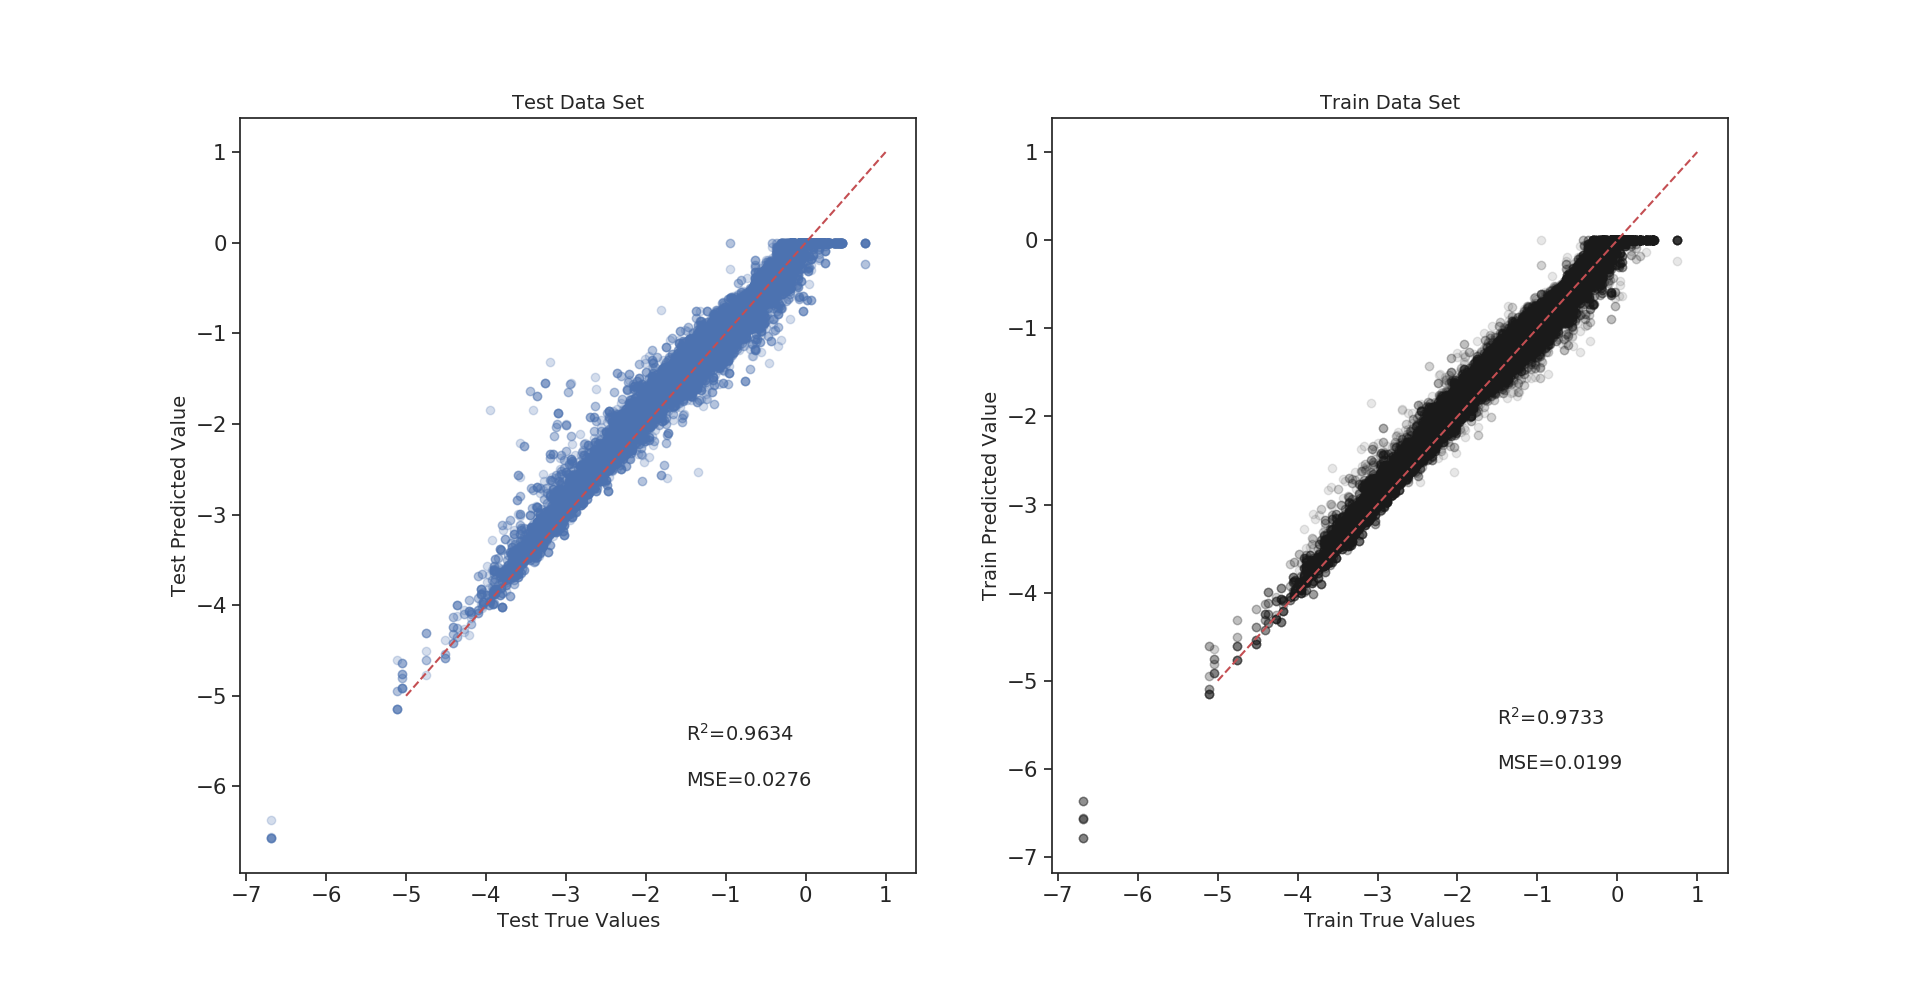 Test Data Set
1
0
−1
−2
−3
−4
−5
−6
Test Predicted Value
R²=0.9634
MSE=0.0276
−7 −6 −5 −4 −3 −2 −1 0 1
Test True Values
Train Data Set
1
0
−1
−2
−3
−4
−5
−6
−7
Train Predicted Value
R²=0.9733
MSE=0.0199
−7 −6 −5 −4 −3 −2 −1 0 1
Train True Values